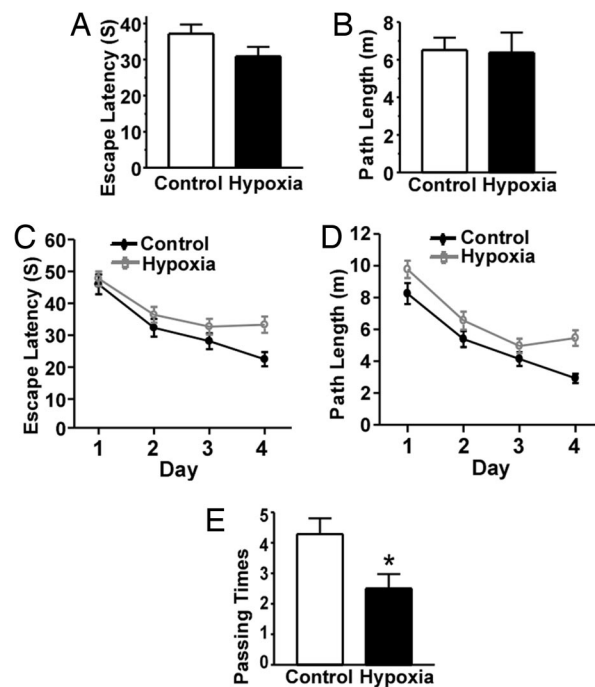 A
Escape Latency (S)
40
30
20
10
0
Control Hypoxia
B
Path Length (m)
8
6
4
2
0
Control Hypoxia
C
Escape Latency (S)
60
50
40
30
20
10
0
Control
Hypoxia
1 2 3 4
Day
D
Path Length (m)
12
10
8
6
4
2
0
Control
Hypoxia
1 2 3 4
Day
E
Passing Times
5
4
3
2
1
0
*
Control Hypoxia